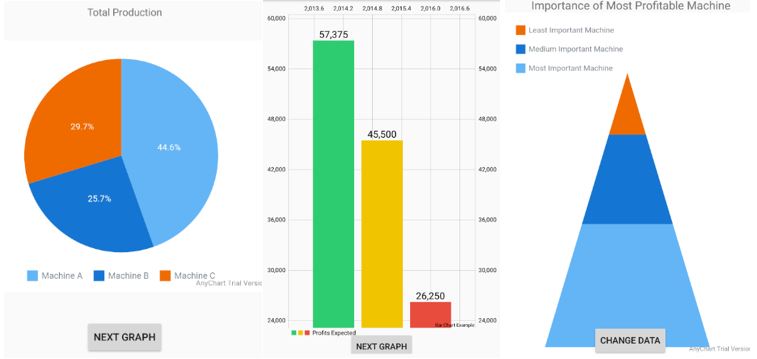 Total Production
29.7%
44.6%
25.7%
Machine A Machine B Machine C
AnyChart Trial Versio
NEXT GRAPH
2,013.6 2,014.2 2,014.8 2,015.4 2,016.0 2,016.6
60,000 60,000
57,375
54,000 54,000
48,000 48,000
45,500
42,000 42,000
36,000 36,000
30,000 30,000
26,250
24,000 24,000
Bar Chart Example
Profits Expected
NEXT GRAPH
Importance of Most Profitable Machine
Least Important Machine
Medium Important Machine
Most Important Machine
CHANGE DATA
AnyChart Trial Version